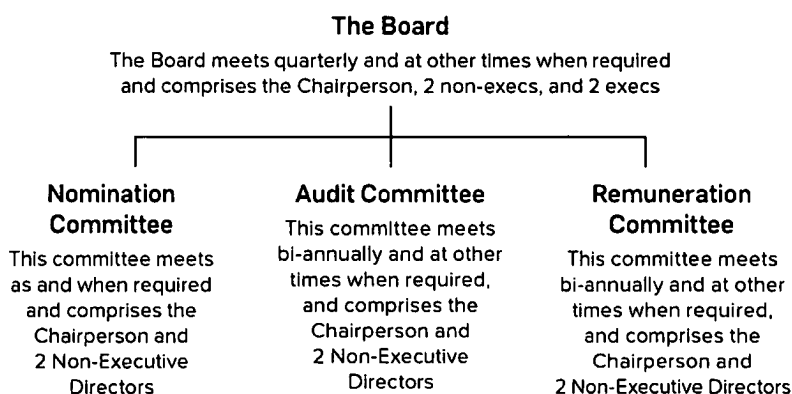 The Board
The Board meets quarterly and at other times when required
and comprises the Chairperson, 2 non-execs, and 2 execs
Nomination
Committee
This committee meets
as and when required
and comprises the
Chairperson and
2 Non-Executive
Directors
Audit Committee
This committee meets
bi-annually and at other
times when required,
and comprises the
Chairperson and
2 Non-Executive
Directors
Remuneration
Committee
This committee meets
bi-annually and at other
times when required,
and comprises the
Chairperson and
2 Non-Executive Directors